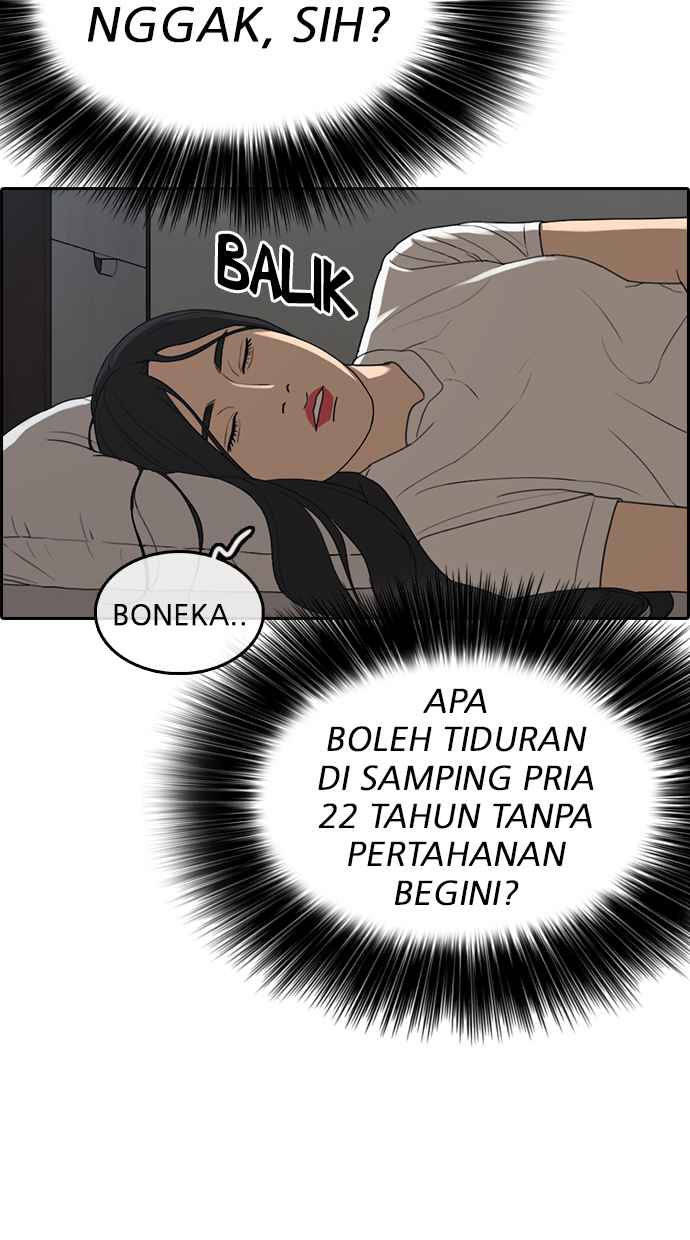 NGGAK, SIH?
BALIK
BONEKA..
APA
BOLEH TIDURAN
DI SAMPING PRIA
22 TAHUN TANPA
PERTAHANAN
BEGINI?